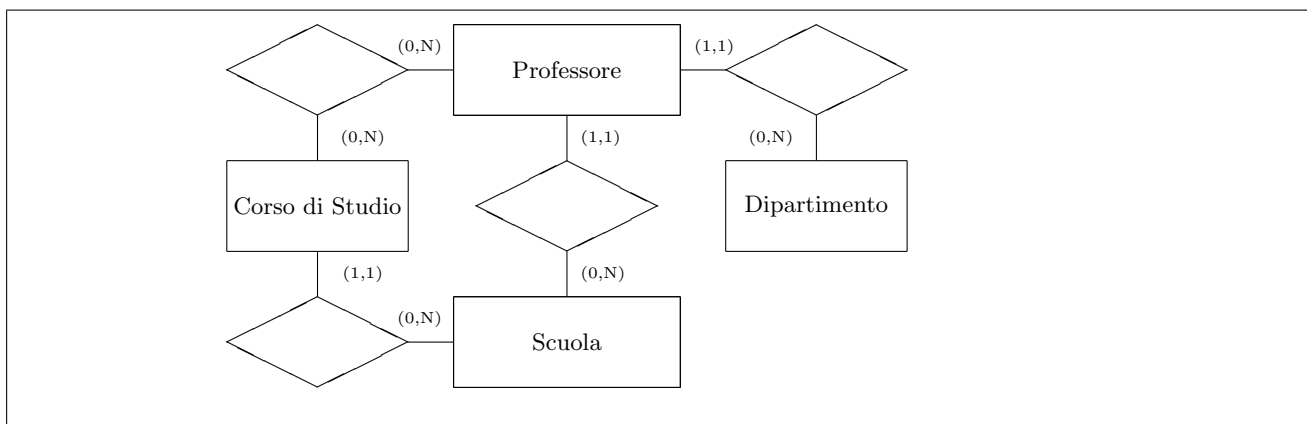 (0,N)
Professore
(1,1)
(0,N)
(1,1)
(0,N)
Corso di Studio
Dipartimento
(1,1)
(0,N)
(0,N)
Scuola